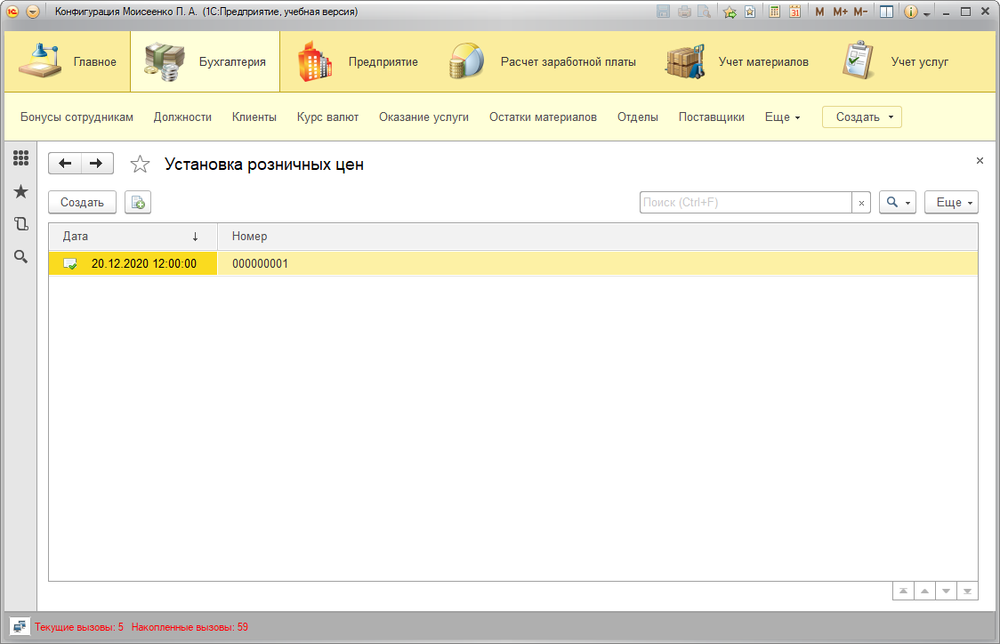 Конфигурация Моисеенко П. А. (1С:Предприятие, учебная версия)
31 M M+ M-
Главное Бухгалтерия Предприятие Расчет заработной платы Учет материалов Учет услуг
Бонусы сотрудникам Должности Клиенты Курс валют Оказание услуги Остатки материалов Отделы Поставщики Еще Создать
Установка розничных цен
Создать Поиск (Ctrl+F) Еще
Дата Номер
20.12.2020 12:00:00 000000001
Текущие вызовы: 5 Накопленные вызовы: 59